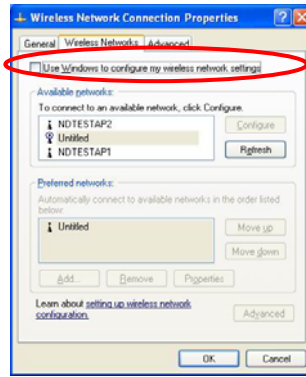 Wireless Network Connection Properties
General Wireless Networks Advanced
Use Windows to configure my wireless network settings
Available networks:
To connect to an available network, click Configure.
NDTESTAP2
Untitled
NDTESTAP1
Configure
Refresh
Preferred networks:
Automatically connect to available networks in the order listed
below:
Untitled
Move up
Move down
Add... Remove Properties
Learn about setting up wireless network
configuration.
Advanced
OK Cancel